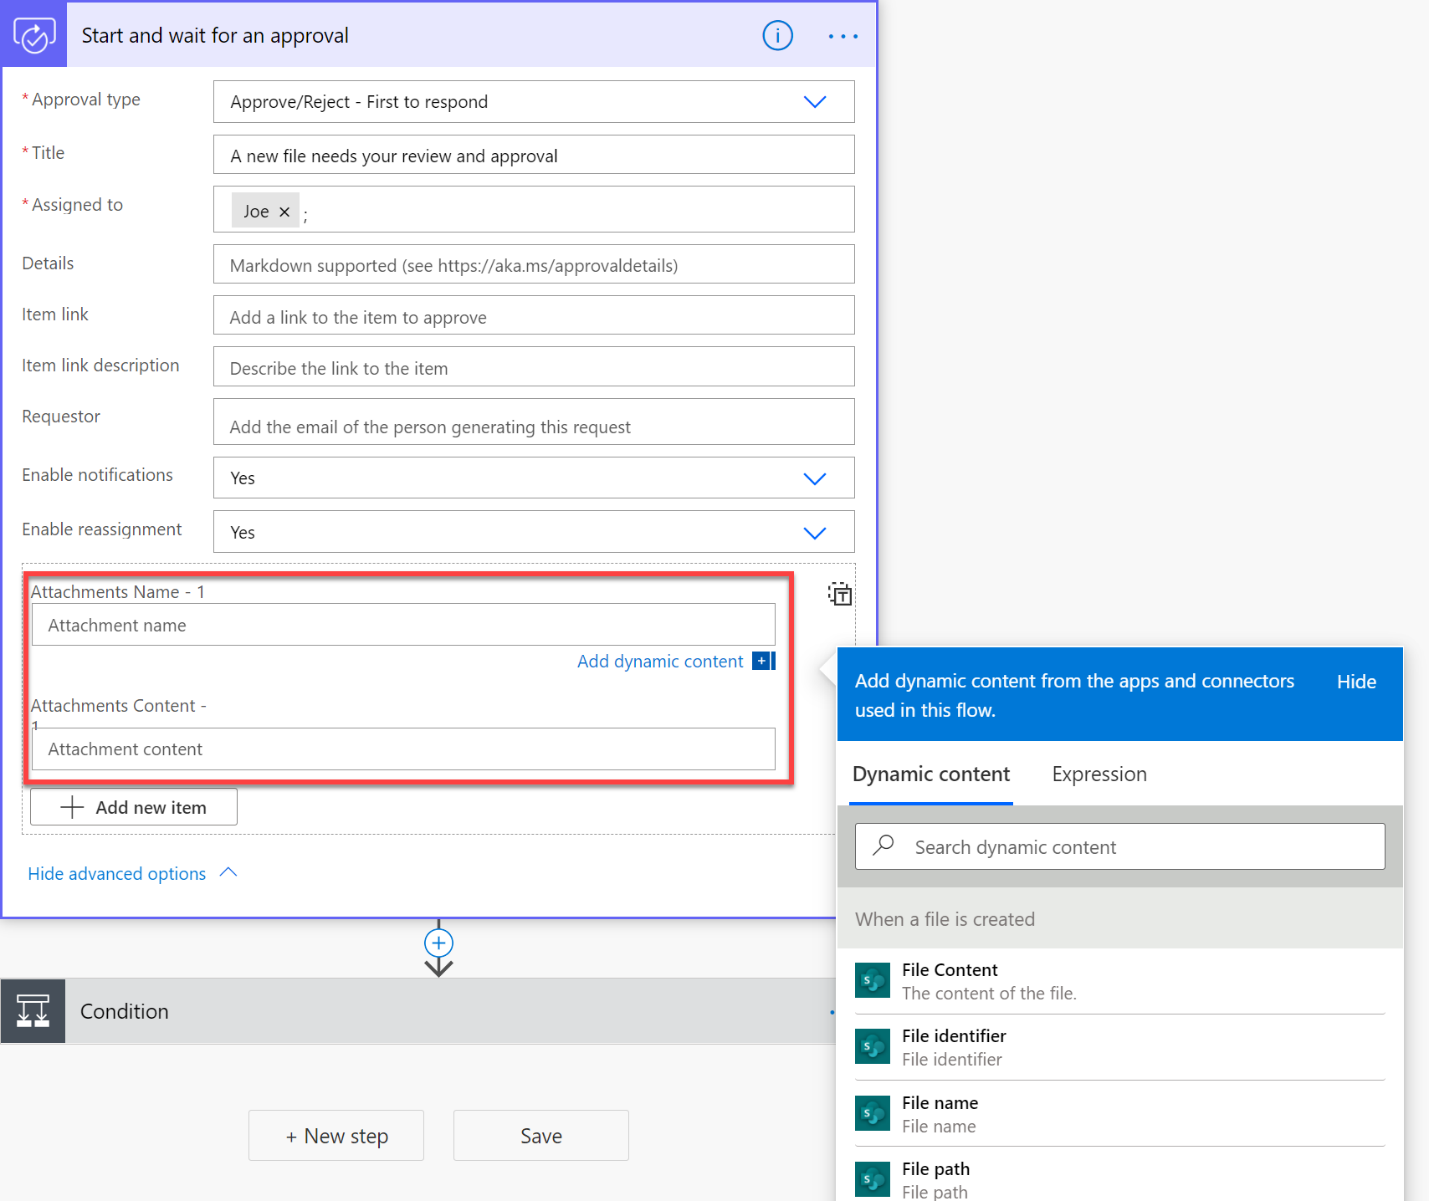 Start and wait for an approval
* Approval type
Approve/Reject - First to respond
* Title
A new file needs your review and approval
* Assigned to
Joe × ;
Details
Markdown supported (see https://aka.ms/approvaldetails)
Item link
Add a link to the item to approve
Item link description
Describe the link to the item
Requestor
Add the email of the person generating this request
Enable notifications
Yes
Enable reassignment
Yes
Attachments Name - 1
Attachment name
Add dynamic content
Attachments Content -
1
Attachment content
Add new item
Hide advanced options
Condition
+ New step
Save
Add dynamic content from the apps and connectors
used in this flow.
Hide
Dynamic content
Expression
Search dynamic content
When a file is created
File Content
The content of the file.
File identifier
File identifier
File name
File name
File path
File path